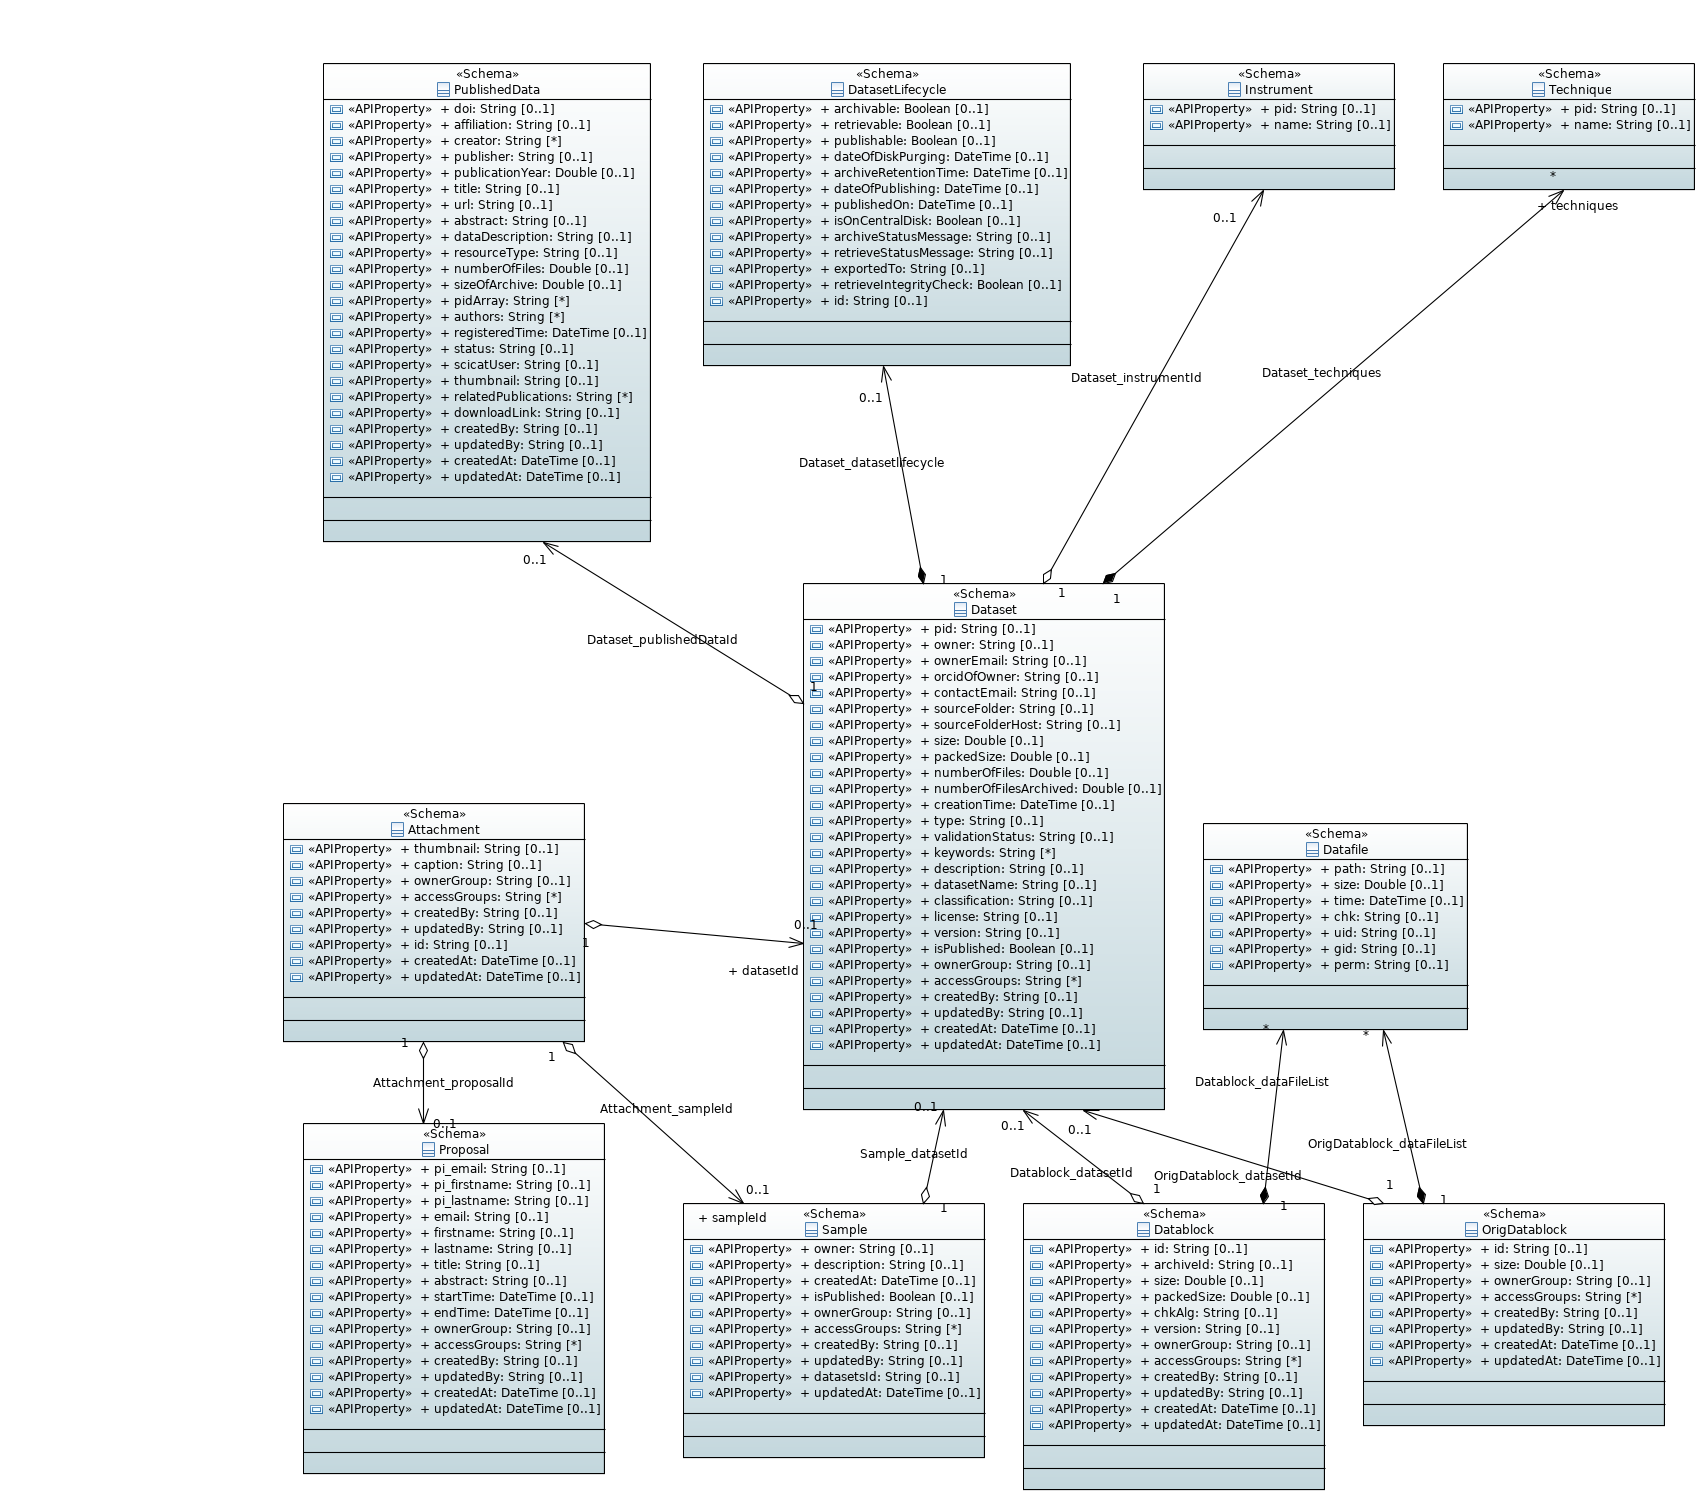 «Schema»
PublishedData
«APIProperty» + doi: String [0..1]
«APIProperty» + affiliation: String [0..1]
«APIProperty» + creator: String [*]
«APIProperty» + publisher: String [0..1]
«APIProperty» + publicationYear: Double [0..1]
«APIProperty» + title: String [0..1]
«APIProperty» + url: String [0..1]
«APIProperty» + abstract: String [0..1]
«APIProperty» + dataDescription: String [0..1]
«APIProperty» + resourceType: String [0..1]
«APIProperty» + numberOfFiles: Double [0..1]
«APIProperty» + sizeOfArchive: Double [0..1]
«APIProperty» + pidArray: String [*]
«APIProperty» + authors: String [*]
«APIProperty» + registeredTime: DateTime [0..1]
«APIProperty» + status: String [0..1]
«APIProperty» + scicatUser: String [0..1]
«APIProperty» + thumbnail: String [0..1]
«APIProperty» + relatedPublications: String [*]
«APIProperty» + downloadLink: String [0..1]
«APIProperty» + createdBy: String [0..1]
«APIProperty» + updatedBy: String [0..1]
«APIProperty» + createdAt: DateTime [0..1]
«APIProperty» + updatedAt: DateTime [0..1]
«Schema»
DatasetLifecycle
«APIProperty» + archivable: Boolean [0..1]
«APIProperty» + retrievable: Boolean [0..1]
«APIProperty» + publishable: Boolean [0..1]
«APIProperty» + dateOfDiskPurging: DateTime [0..1]
«APIProperty» + archiveRetentionTime: DateTime [0..1]
«APIProperty» + dateOfPublishing: DateTime [0..1]
«APIProperty» + publishedOn: DateTime [0..1]
«APIProperty» + isOnCentralDisk: Boolean [0..1]
«APIProperty» + archiveStatusMessage: String [0..1]
«APIProperty» + retrieveStatusMessage: String [0..1]
«APIProperty» + exportedTo: String [0..1]
«APIProperty» + retrieveIntegrityCheck: Boolean [0..1]
«APIProperty» + id: String [0..1]
«Schema»
Instrument
«APIProperty» + pid: String [0..1]
«APIProperty» + name: String [0..1]
«Schema»
Technique
«APIProperty» + pid: String [0..1]
«APIProperty» + name: String [0..1]
*
+ techniques
0..1
Dataset_instrumentId
Dataset_techniques
0..1
Dataset_datasetlifecycle
0..1
Dataset_publishedDataId
1
1
1
1
«Schema»
Dataset
«APIProperty» + pid: String [0..1]
«APIProperty» + owner: String [0..1]
«APIProperty» + ownerEmail: String [0..1]
«APIProperty» + orcidOfOwner: String [0..1]
«APIProperty» + contactEmail: String [0..1]
«APIProperty» + sourceFolder: String [0..1]
«APIProperty» + sourceFolderHost: String [0..1]
«APIProperty» + size: Double [0..1]
«APIProperty» + packedSize: Double [0..1]
«APIProperty» + numberOfFiles: Double [0..1]
«APIProperty» + numberOfFilesArchived: Double [0..1]
«APIProperty» + creationTime: DateTime [0..1]
«APIProperty» + type: String [0..1]
«APIProperty» + validationStatus: String [0..1]
«APIProperty» + keywords: String [*]
«APIProperty» + description: String [0..1]
«APIProperty» + datasetName: String [0..1]
«APIProperty» + classification: String [0..1]
«APIProperty» + license: String [0..1]
«APIProperty» + version: String [0..1]
«APIProperty» + isPublished: Boolean [0..1]
«APIProperty» + ownerGroup: String [0..1]
«APIProperty» + accessGroups: String [*]
«APIProperty» + createdBy: String [0..1]
«APIProperty» + updatedBy: String [0..1]
«APIProperty» + createdAt: DateTime [0..1]
«APIProperty» + updatedAt: DateTime [0..1]
«Schema»
Attachment
«APIProperty» + thumbnail: String [0..1]
«APIProperty» + caption: String [0..1]
«APIProperty» + ownerGroup: String [0..1]
«APIProperty» + accessGroups: String [*]
«APIProperty» + createdBy: String [0..1]
«APIProperty» + updatedBy: String [0..1]
«APIProperty» + id: String [0..1]
«APIProperty» + createdAt: DateTime [0..1]
«APIProperty» + updatedAt: DateTime [0..1]
1
0..1
+ datasetId
«Schema»
Datafile
«APIProperty» + path: String [0..1]
«APIProperty» + size: Double [0..1]
«APIProperty» + time: DateTime [0..1]
«APIProperty» + chk: String [0..1]
«APIProperty» + uid: String [0..1]
«APIProperty» + gid: String [0..1]
«APIProperty» + perm: String [0..1]
*
*
1
1
Attachment_proposalId
Attachment_sampleId
0..1
0..1
+ sampleId
0..1
Sample_datasetId
1
0..1
Datablock_datasetId
1
0..1
OrigDatablock_datasetId
1
Datablock_dataFileList
1
OrigDatablock_dataFileList
1
«Schema»
Proposal
«APIProperty» + pi_email: String [0..1]
«APIProperty» + pi_firstname: String [0..1]
«APIProperty» + pi_lastname: String [0..1]
«APIProperty» + email: String [0..1]
«APIProperty» + firstname: String [0..1]
«APIProperty» + lastname: String [0..1]
«APIProperty» + title: String [0..1]
«APIProperty» + abstract: String [0..1]
«APIProperty» + startTime: DateTime [0..1]
«APIProperty» + endTime: DateTime [0..1]
«APIProperty» + ownerGroup: String [0..1]
«APIProperty» + accessGroups: String [*]
«APIProperty» + createdBy: String [0..1]
«APIProperty» + updatedBy: String [0..1]
«APIProperty» + createdAt: DateTime [0..1]
«APIProperty» + updatedAt: DateTime [0..1]
«Schema»
Sample
«APIProperty» + owner: String [0..1]
«APIProperty» + description: String [0..1]
«APIProperty» + createdAt: DateTime [0..1]
«APIProperty» + isPublished: Boolean [0..1]
«APIProperty» + ownerGroup: String [0..1]
«APIProperty» + accessGroups: String [*]
«APIProperty» + createdBy: String [0..1]
«APIProperty» + updatedBy: String [0..1]
«APIProperty» + datasetsId: String [0..1]
«APIProperty» + updatedAt: DateTime [0..1]
«Schema»
Datablock
«APIProperty» + id: String [0..1]
«APIProperty» + archiveId: String [0..1]
«APIProperty» + size: Double [0..1]
«APIProperty» + packedSize: Double [0..1]
«APIProperty» + chkAlg: String [0..1]
«APIProperty» + version: String [0..1]
«APIProperty» + ownerGroup: String [0..1]
«APIProperty» + accessGroups: String [*]
«APIProperty» + createdBy: String [0..1]
«APIProperty» + updatedBy: String [0..1]
«APIProperty» + createdAt: DateTime [0..1]
«APIProperty» + updatedAt: DateTime [0..1]
«Schema»
OrigDatablock
«APIProperty» + id: String [0..1]
«APIProperty» + size: Double [0..1]
«APIProperty» + ownerGroup: String [0..1]
«APIProperty» + accessGroups: String [*]
«APIProperty» + createdBy: String [0..1]
«APIProperty» + updatedBy: String [0..1]
«APIProperty» + createdAt: DateTime [0..1]
«APIProperty» + updatedAt: DateTime [0..1]